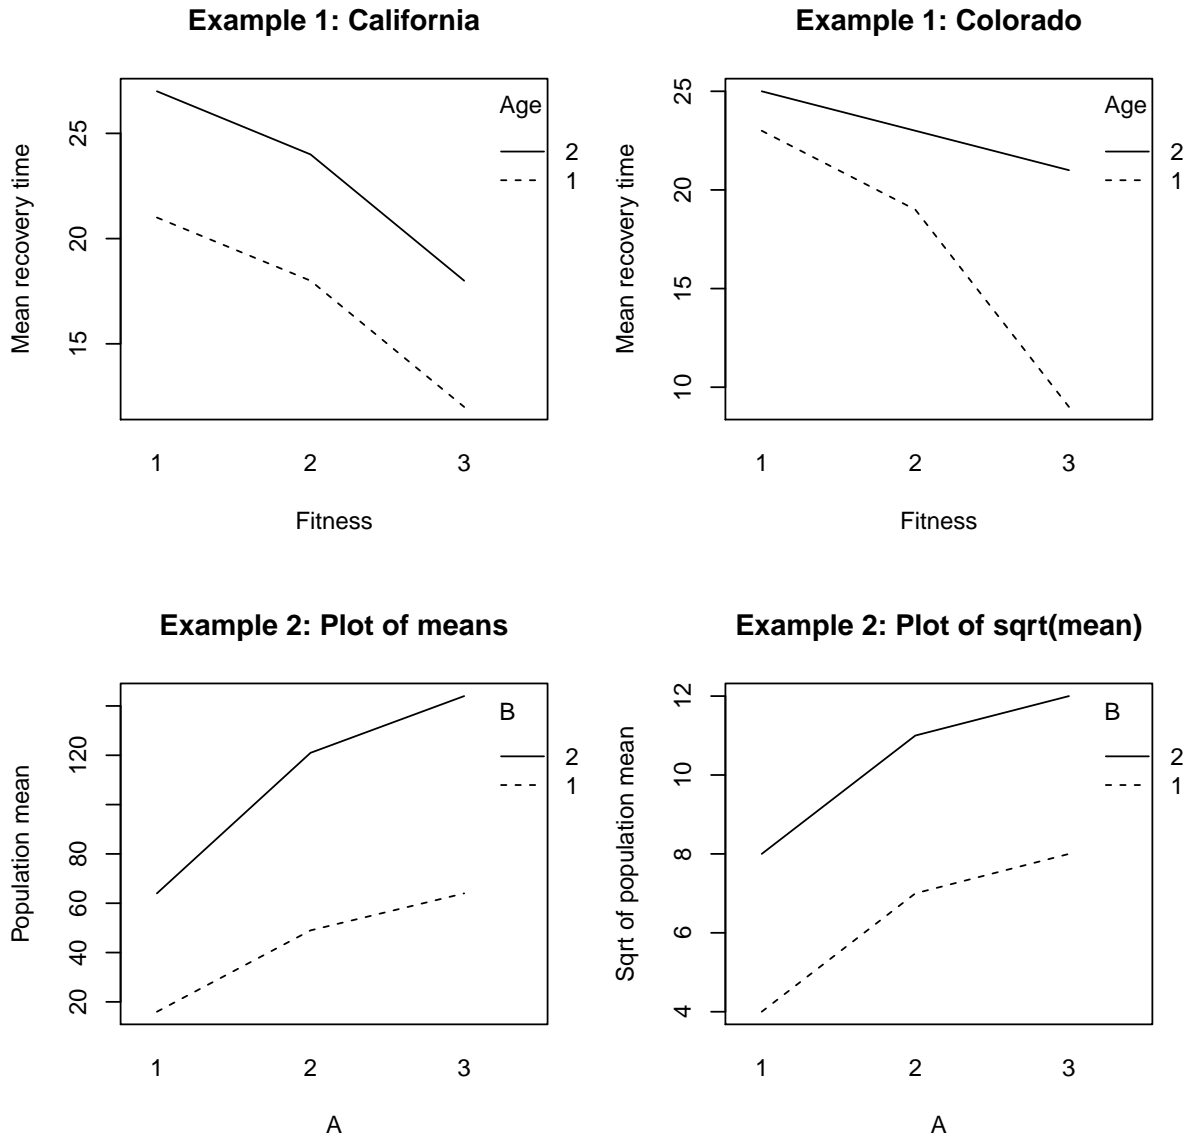 Example 1: California
Mean recovery time
25
20
15
1 2 3
Fitness
Age
2
1
Example 1: Colorado
Mean recovery time
25
20
15
10
1 2 3
Fitness
Age
2
1
Example 2: Plot of means
Population mean
120
80
60
40
20
1 2 3
A
B
2
1
Example 2: Plot of sqrt(mean)
Sqrt of population mean
12
10
8
6
4
1 2 3
A
B
2
1